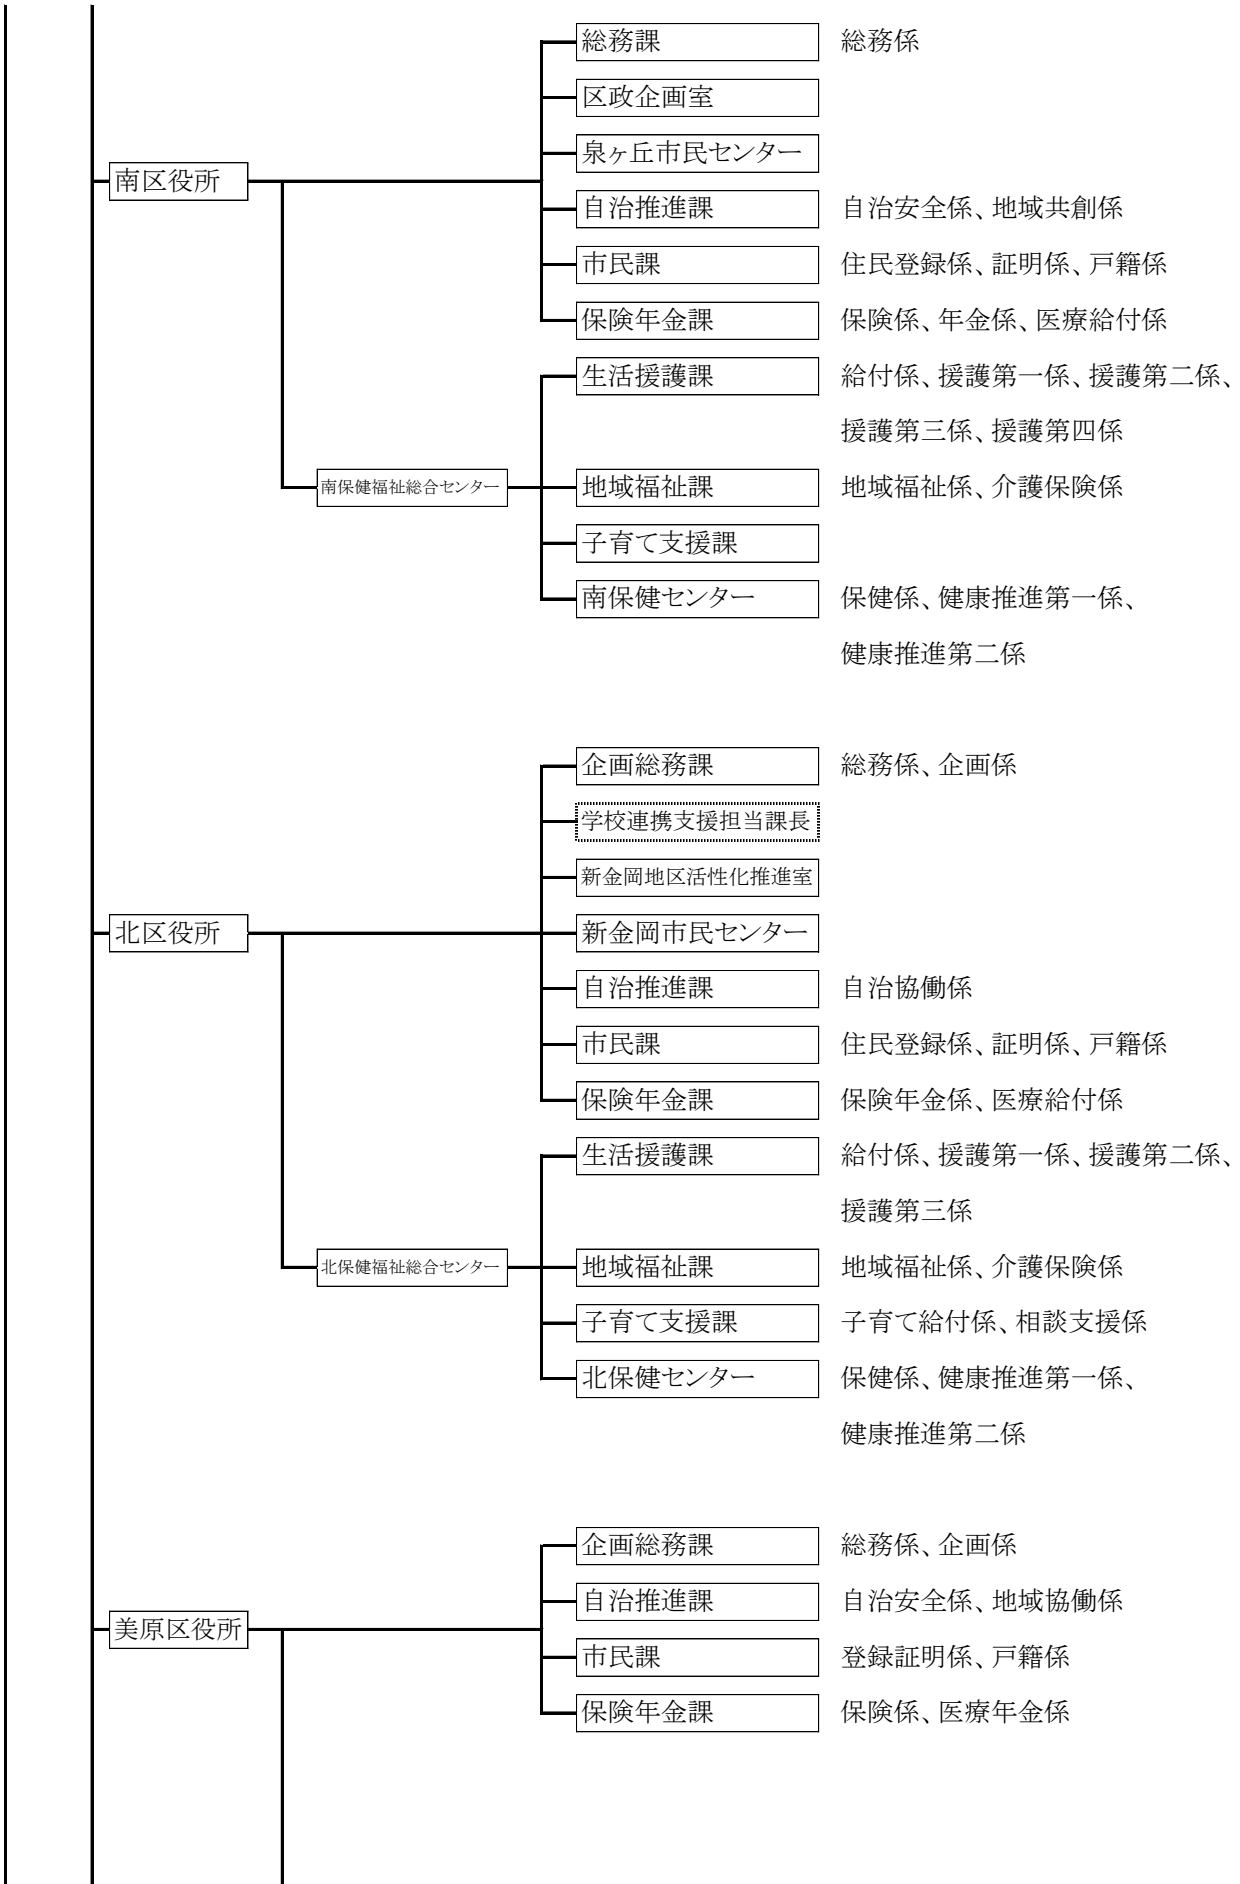 総務課 総務係
区政企画室
泉ヶ丘市民センター
南区役所
自治推進課 自治安全係、地域共創係
市民課 住民登録係、証明係、戸籍係
保険年金課 保険係、年金係、医療給付係
生活援護課 給付係、援護第一係、援護第二係、
援護第三係、援護第四係
南保健福祉総合センター 地域福祉課 地域福祉係、介護保険係
子育て支援課
南保健センター 保健係、健康推進第一係、
健康推進第二係
企画総務課 総務係、企画係
学校連携支援担当課長
新金岡地区活性化推進室
北区役所 新金岡市民センター
自治推進課 自治協働係
市民課 住民登録係、証明係、戸籍係
保険年金課 保険年金係、医療給付係
生活援護課 給付係、援護第一係、援護第二係、
援護第三係
北保健福祉総合センター 地域福祉課 地域福祉係、介護保険係
子育て支援課 子育て給付係、相談支援係
北保健センター 保健係、健康推進第一係、
健康推進第二係
企画総務課 総務係、企画係
自治推進課 自治安全係、地域協働係
美原区役所
市民課 登録証明係、戸籍係
保険年金課 保険係、医療年金係